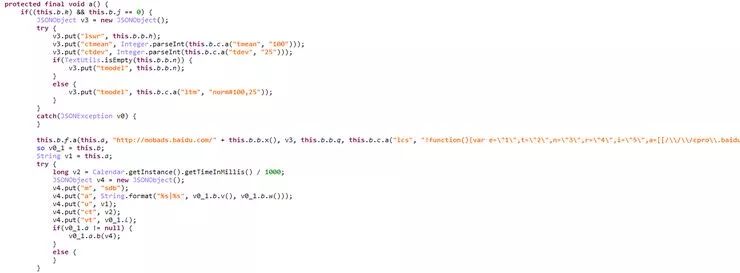 protected final void a() {
if((this.b.h) && this.b.j == 0) {
JSONObject v3 = new JSONObject();
try {
v3.put("lswr", this.b.b.h);
v3.put("ctmean", Integer.parseInt(this.b.c.a("tmean", "100")));
v3.put("ctdev", Integer.parseInt(this.b.c.a("tdev", "25")));
if(TextUtils.isEmpty(this.b.b.n)) {
v3.put("tmodel", this.b.b.n);
}
else {
v3.put("tmodel", this.b.c.a("ltm", "norm#100,25"));
}
}
catch(JSONException v0) {
}
this.b.f.a(this.a, "http://mobads.baidu.com/" + this.b.b.x(), v3, this.b.b.q, this.b.c.a("lcs", "!function(){var e=\"1\",t=\"2\",n=\"3\",r=\"4\",i=\"5\",a=[[/\\/\\/cpro\\.baidu
so v0_1 = this.b;
String v1 = this.a;
try {
long v2 = Calendar.getInstance().getTimeInMillis() / 1000;
JSONObject v4 = new JSONObject();
v4.put("m", "sdb");
v4.put("a", String.format("%s|%s", v0_1.b.v(), v0_1.b.w()));
v4.put("u", v1);
v4.put("ct", v2);
v4.put("vt", v0_1.l);
if(v0_1.a != null) {
v0_1.a.b(v4);
}
else {
}
}